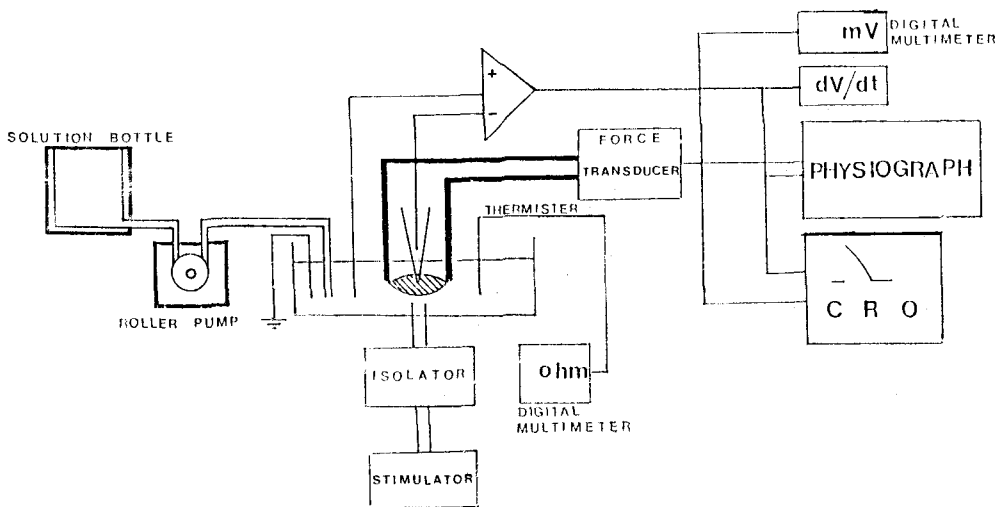 mV
DIGITAL
MULTIMETER
dV/dt
+
-
SOLUTION BOTTLE
FORCE
TRANSDUCER
PHYSIOGRAPH
THERMISTER
ROLLER PUMP
C R O
ISOLATOR
ohm
DIGITAL
MULTIMETER
STIMULATOR